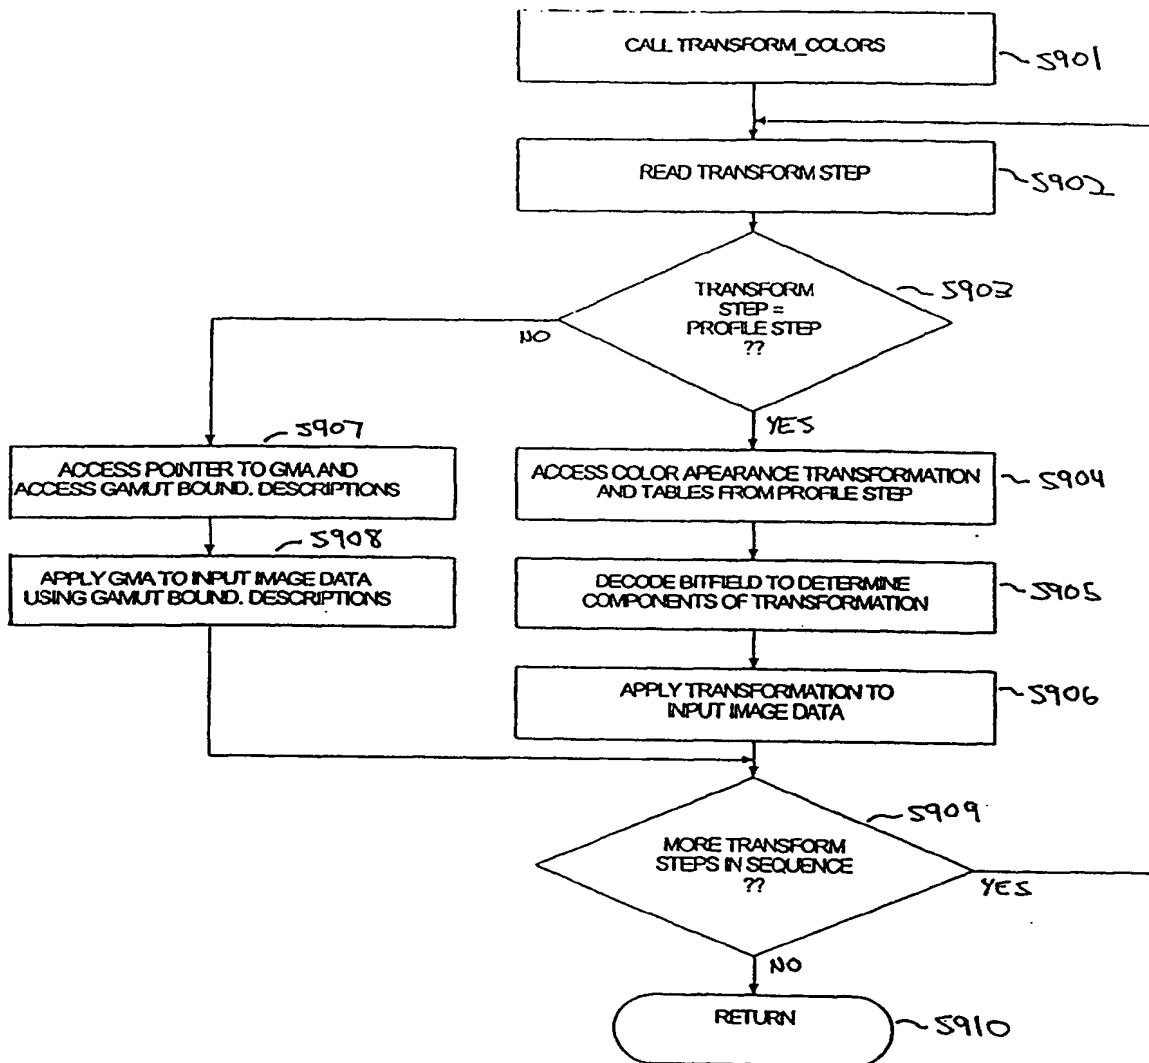 CALL TRANSFORM_COLORS
S901
READ TRANSFORM STEP
S902
TRANSFORM
STEP =
PROFILE STEP
??
S903
NO
YES
S907
ACCESS POINTER TO GMA AND
ACCESS GAMUT BOUND. DESCRIPTIONS
ACCESS COLOR APEARANCE TRANSFORMATION
AND TABLES FROM PROFILE STEP
S904
S908
APPLY GMA TO INPUT IMAGE DATA
USING GAMUT BOUND. DESCRIPTIONS
DECODE BITFIELD TO DETERMINE
COMPONENTS OF TRANSFORMATION
S905
APPLY TRANSFORMATION TO
INPUT IMAGE DATA
S906
MORE TRANSFORM
STEPS IN SEQUENCE
??
S909
YES
NO
RETURN
S910